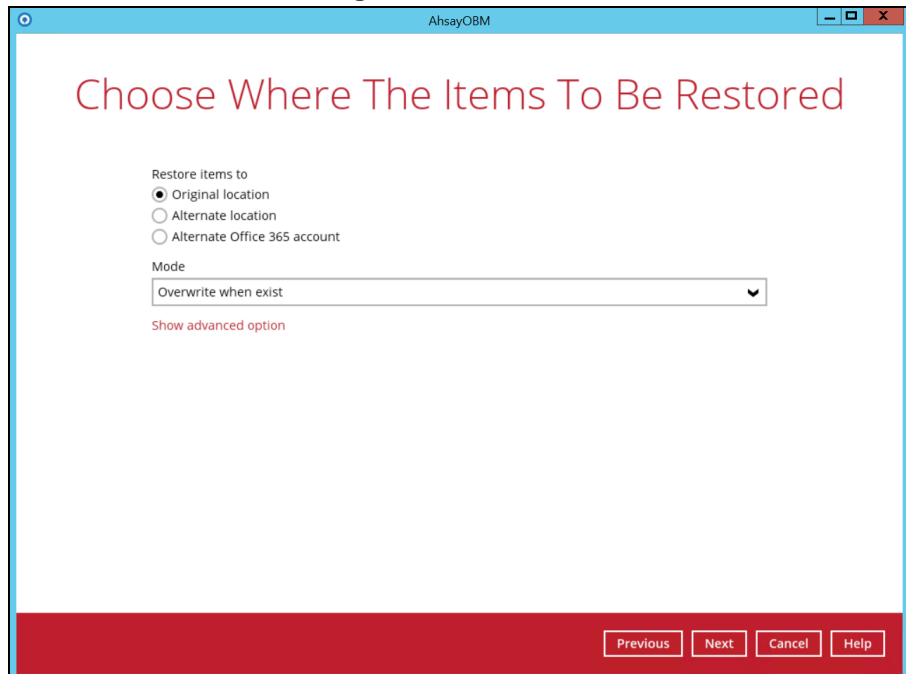 AhsayOBM
Choose Where The Items To Be Restored
Restore items to
Original location
Alternate location
Alternate Office 365 account
Mode
Overwrite when exist
Show advanced option
Previous Next Cancel Help